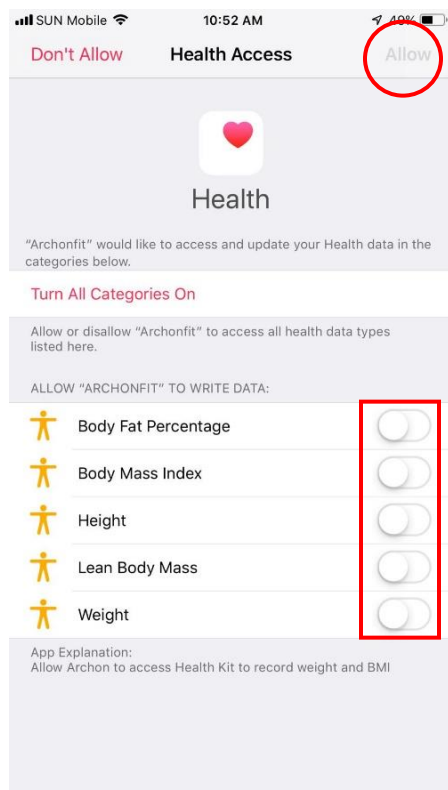 SUN Mobile 10:52 AM 49%
Don't Allow Health Access Allow
Health
“Archonfit” would like to access and update your Health data in the
categories below.
Turn All Categories On
Allow or disallow “Archonfit” to access all health data types
listed here.
ALLOW “ARCHONFIT” TO WRITE DATA:
Body Fat Percentage
Body Mass Index
Height
Lean Body Mass
Weight
App Explanation:
Allow Archon to access Health Kit to record weight and BMI